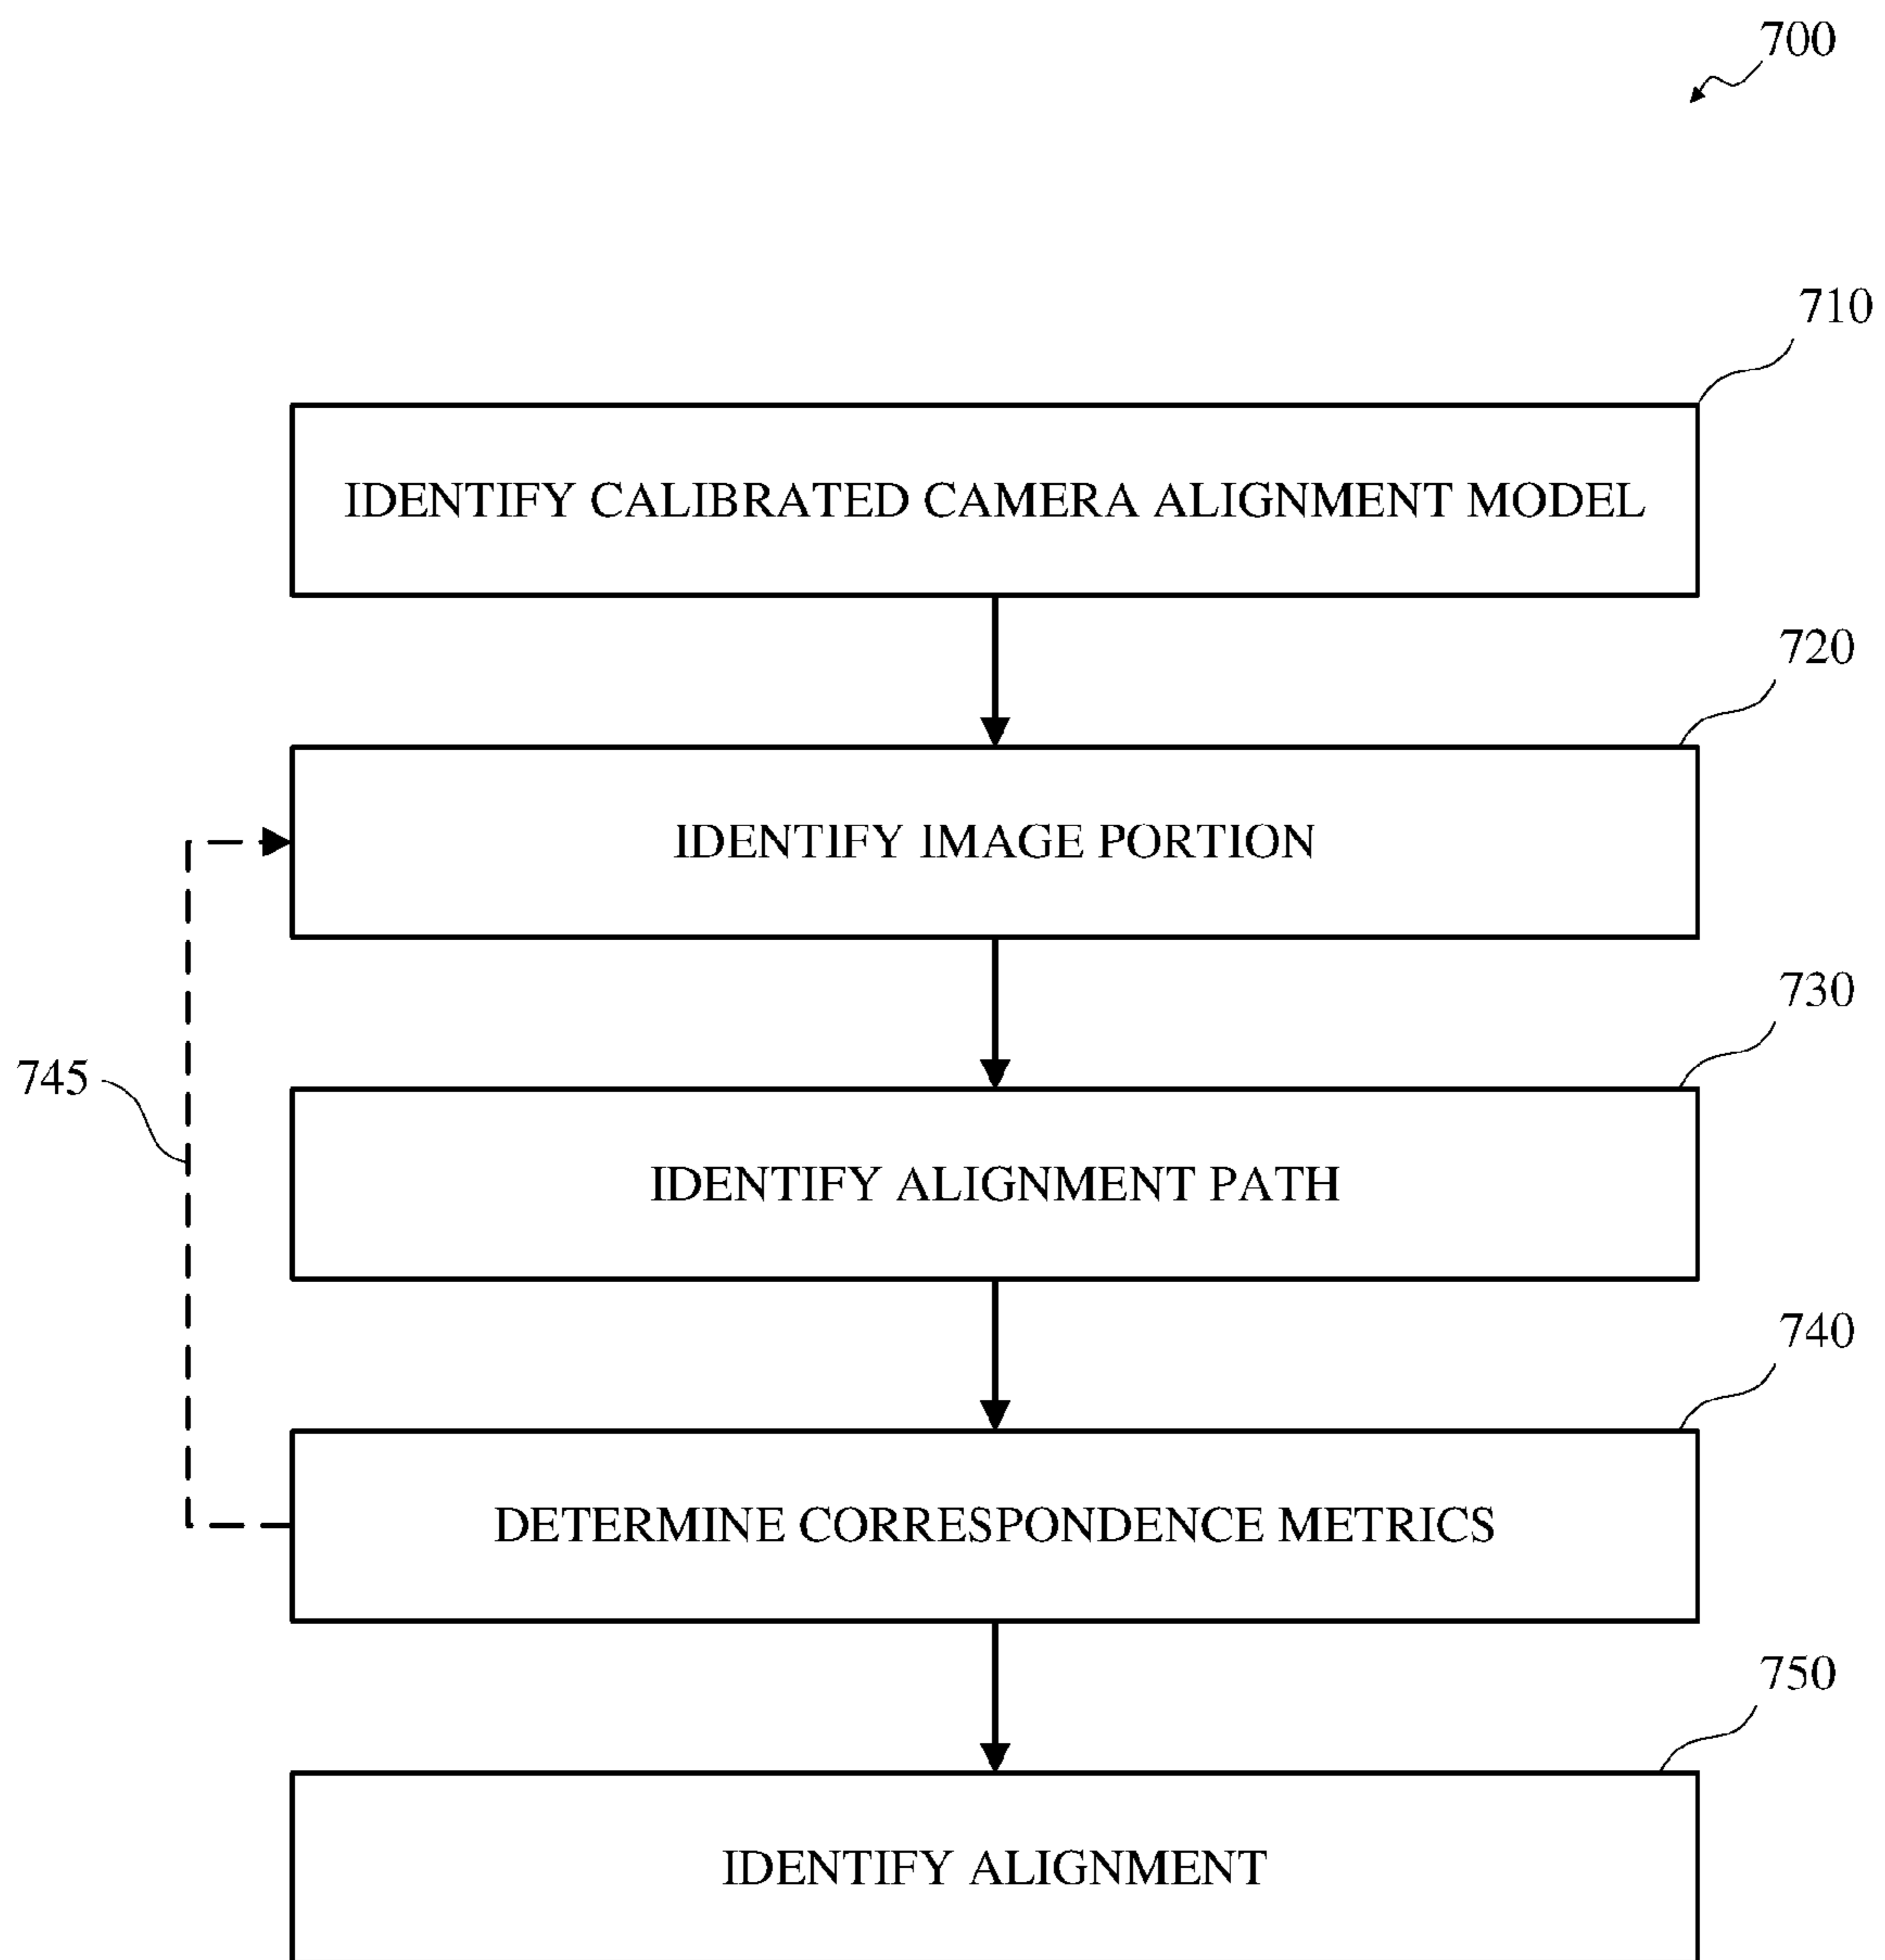 700
710
IDENTIFY CALIBRATED CAMERA ALIGNMENT MODEL
720
IDENTIFY IMAGE PORTION
730
745
IDENTIFY ALIGNMENT PATH
740
DETERMINE CORRESPONDENCE METRICS
750
IDENTIFY ALIGNMENT